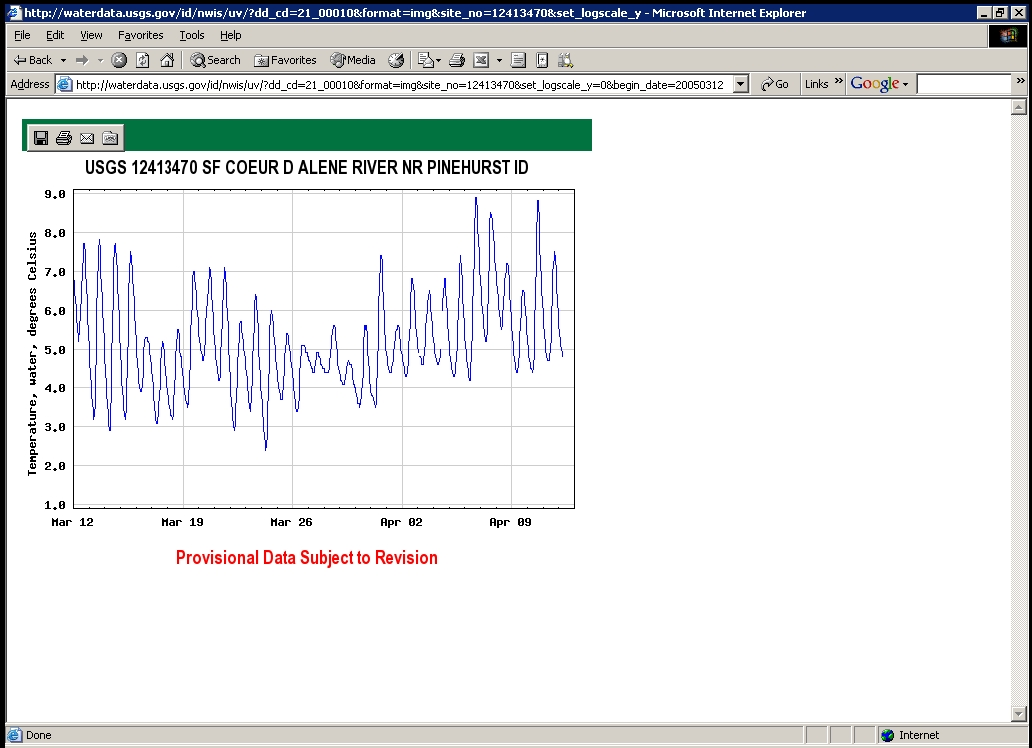 http://waterdata.usgs.gov/id/nwis/uv/?dd_cd=21_00010&format=img&site_no=12413470&set_logscale_y - Microsoft Internet Explorer
File Edit View Favorites Tools Help
Back Search Favorites Media
Address http://waterdata.usgs.gov/id/nwis/uv/?dd_cd=21_00010&format=img&site_no=12413470&set_logscale_y=0&begin_date=20050312 Go Links » Google »
USGS 12413470 SF COEUR D ALENE RIVER NR PINEHURST ID
Temperature, water, degrees Celsius
9.0
8.0
7.0
6.0
5.0
4.0
3.0
2.0
1.0
Mar 12 Mar 19 Mar 26 Apr 02 Apr 09
Provisional Data Subject to Revision
Done Internet